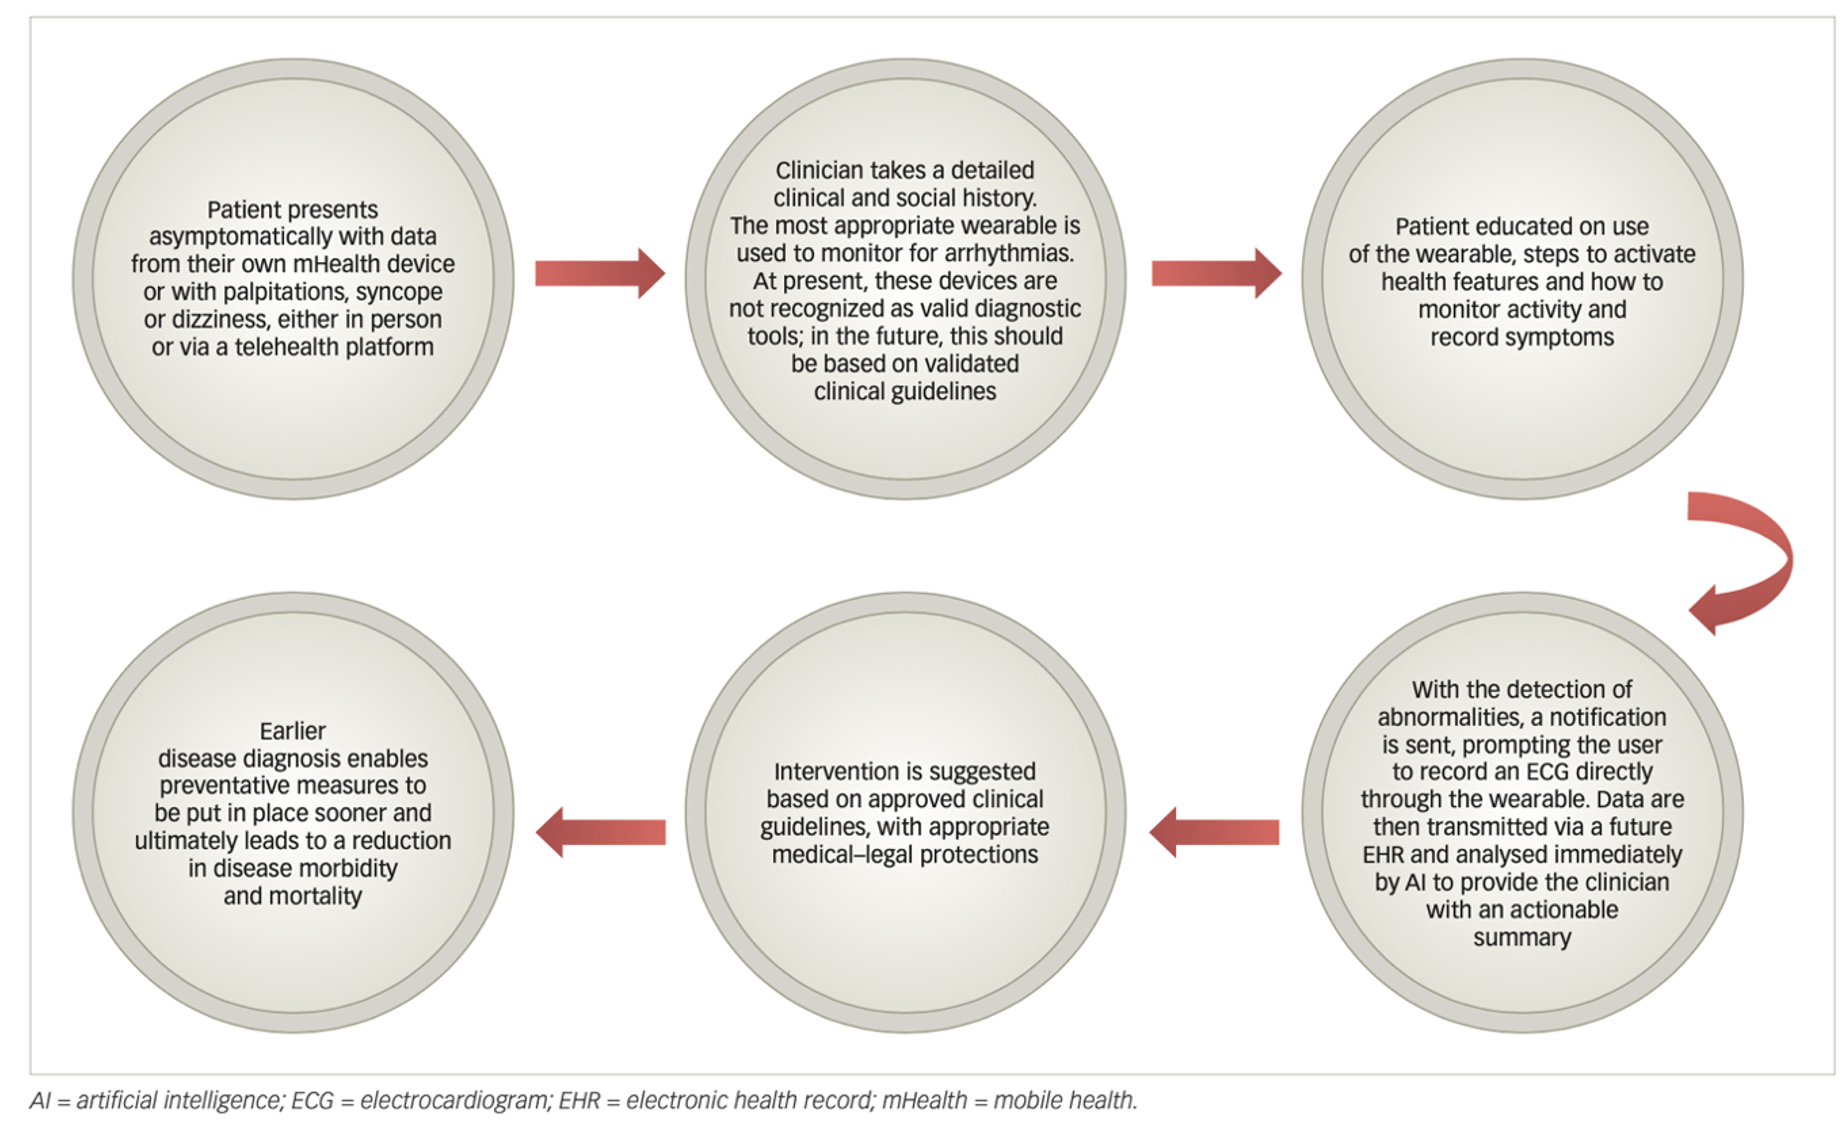 Patient presents
asymptomatically with data
from their own mHealth device
or with palpitations, syncope
or dizziness, either in person
or via a telehealth platform
Clinician takes a detailed
clinical and social history.
The most appropriate wearable is
used to monitor for arrhythmias.
At present, these devices are
not recognized as valid diagnostic
tools; in the future, this should
be based on validated
clinical guidelines
Patient educated on use
of the wearable, steps to activate
health features and how to
monitor activity and
record symptoms
With the detection of
abnormalities, a notification
is sent, prompting the user
to record an ECG directly
through the wearable. Data are
then transmitted via a future
EHR and analysed immediately
by AI to provide the clinician
with an actionable
summary
Intervention is suggested
based on approved clinical
guidelines, with appropriate
medical–legal protections
Earlier
disease diagnosis enables
preventative measures to
be put in place sooner and
ultimately leads to a reduction
in disease morbidity
and mortality
AI = artificial intelligence; ECG = electrocardiogram; EHR = electronic health record; mHealth = mobile health.